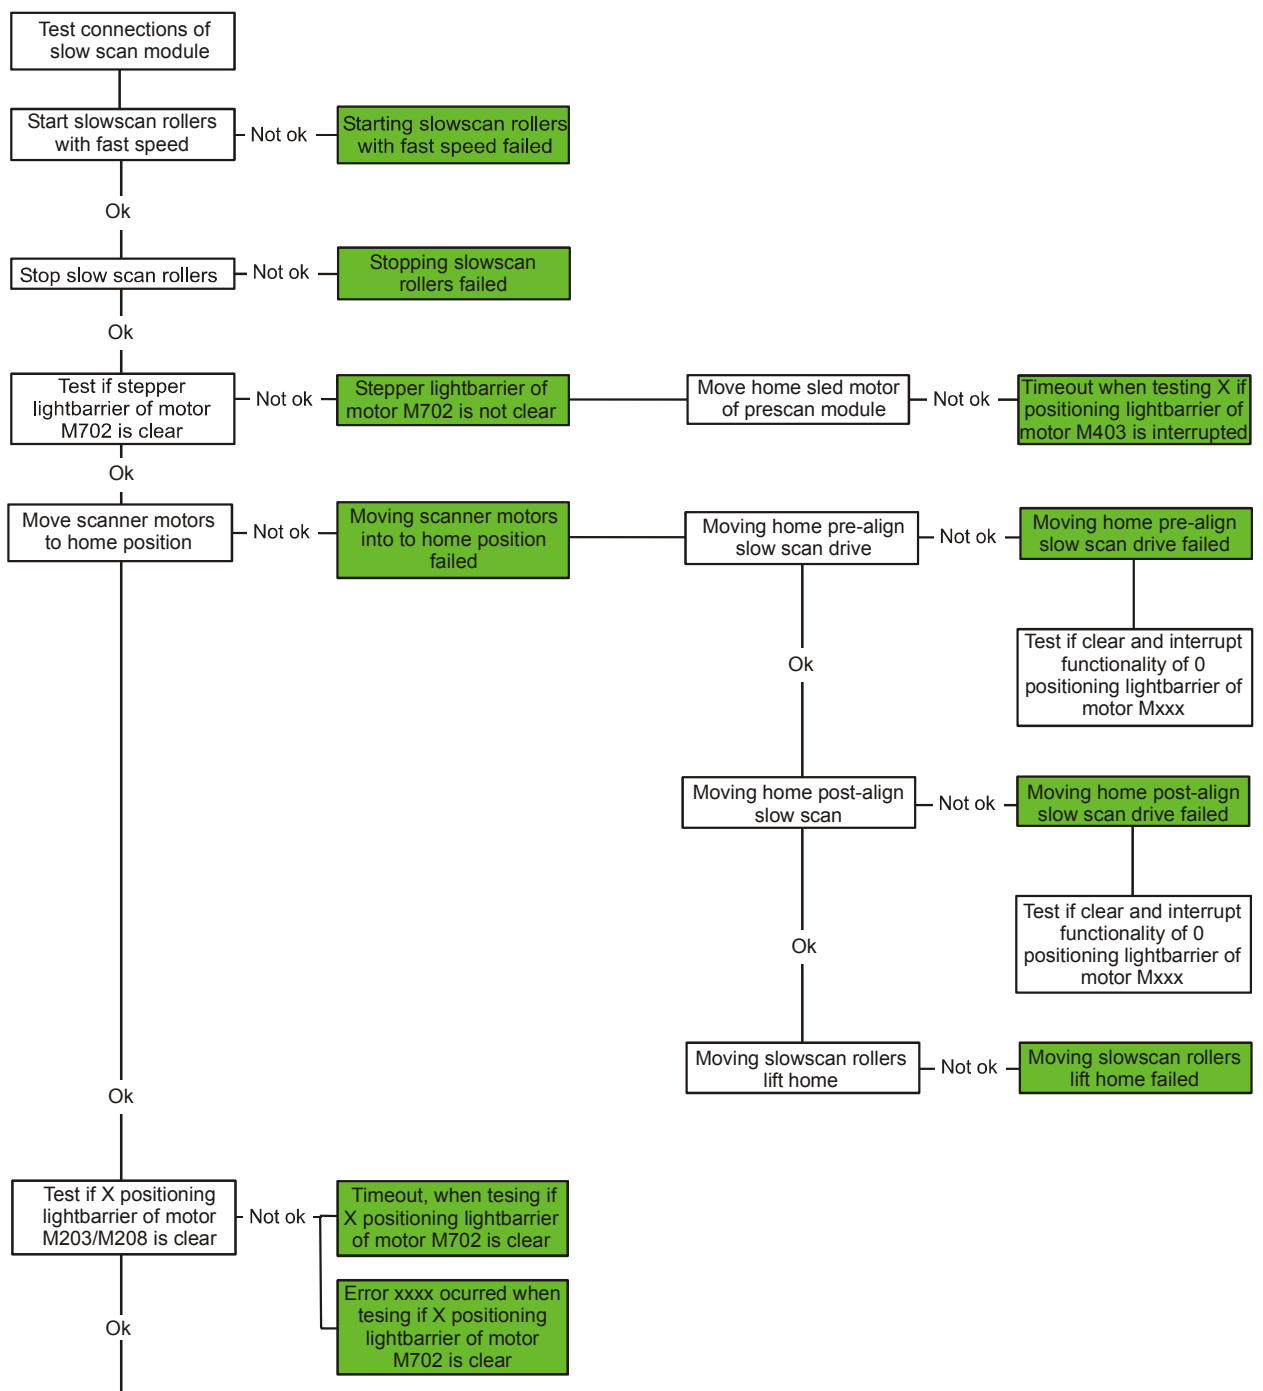 Test connections of
slow scan module
Start slowscan rollers
with fast speed
Not ok
Starting slowscan rollers
with fast speed failed
Ok
Stop slow scan rollers
Not ok
Stopping slowscan
rollers failed
Ok
Test if stepper
lightbarrier of motor
M702 is clear
Not ok
Stepper lightbarrier of
motor M702 is not clear
Move home sled motor
of prescan module
Not ok
Timeout when testing X if
positioning lightbarrier of
motor M403 is interrupted
Ok
Move scanner motors
to home position
Not ok
Moving scanner motors
into to home position
failed
Moving home pre-align
slow scan drive
Not ok
Moving home pre-align
slow scan drive failed
Test if clear and interrupt
functionality of 0
positioning lightbarrier of
motor Mxxx
Ok
Moving home post-align
slow scan
Not ok
Moving home post-align
slow scan drive failed
Test if clear and interrupt
functionality of 0
positioning lightbarrier of
motor Mxxx
Ok
Moving slowscan rollers
lift home
Not ok
Moving slowscan rollers
lift home failed
Ok
Test if X positioning
lightbarrier of motor
M203/M208 is clear
Not ok
Timeout, when tesing if
X positioning lightbarrier
of motor M702 is clear
Error xxxx ocurred when
tesing if X positioning
lightbarrier of motor
M702 is clear
Ok